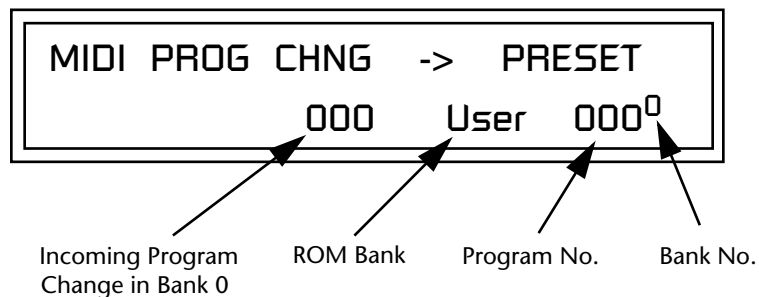 MIDI PROG CHNG -> PRESET
000 User 000⁰
Incoming Program
Change in Bank 0
ROM Bank
Program No.
Bank No.